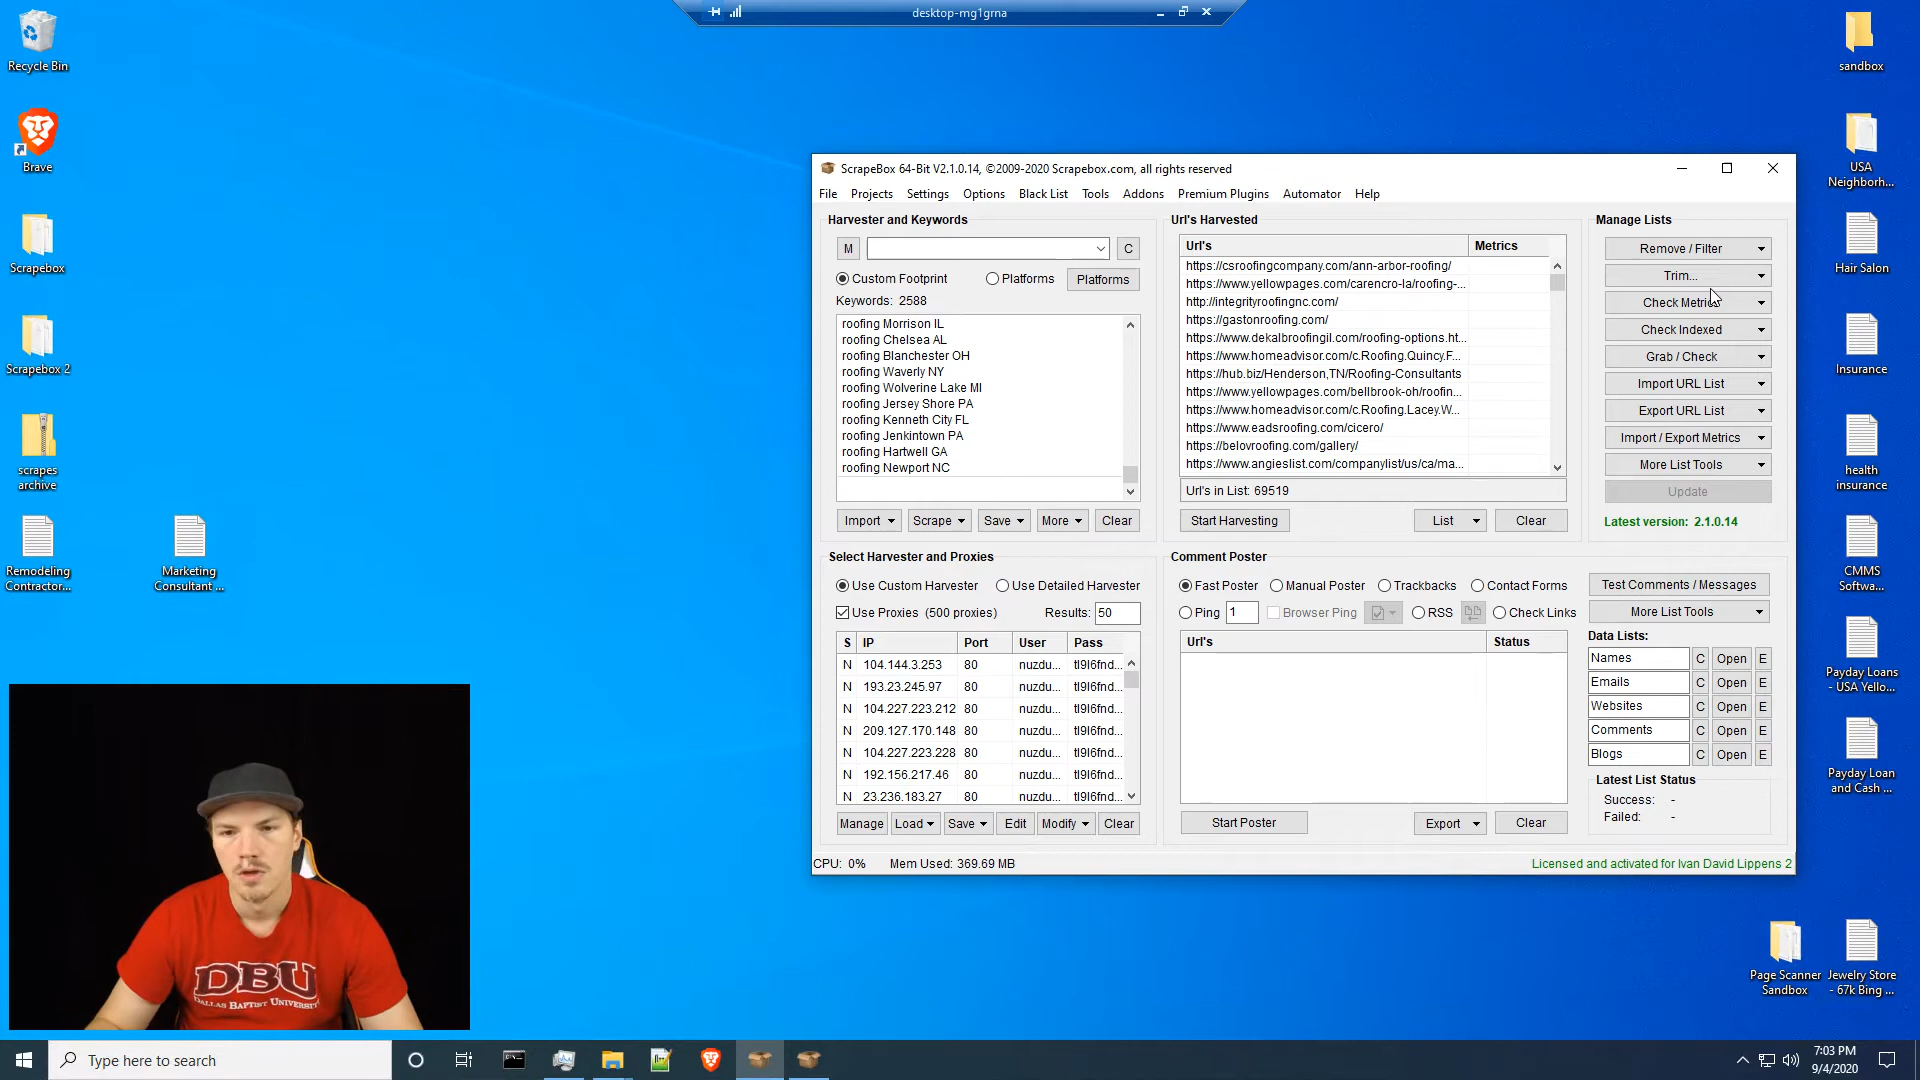 desktop-mg1grna
Recycle Bin
Brave
Scrapebox
Scrapebox 2
scrapes
archive
Remodeling
Contractor...
Marketing
Consultant ...
sandbox
USA
Neighborh...
Hair Salon
Insurance
health
insurance
CMMS
Softwa...
Payday Loans
- USA Yello...
Payday Loan
and Cash ...
Page Scanner
Sandbox
Jewelry Store
- 67k Bing ...
ScrapeBox 64-Bit V2.1.0.14, ©2009-2020 Scrapebox.com, all rights reserved
File Projects Settings Options Black List Tools Addons Premium Plugins Automator Help
Harvester and Keywords
M
C
Custom Footprint Platforms Platforms
Keywords: 2588
roofing Morrison IL
roofing Chelsea AL
roofing Blanchester OH
roofing Waverly NY
roofing Wolverine Lake MI
roofing Jersey Shore PA
roofing Kenneth City FL
roofing Jenkintown PA
roofing Hartwell GA
roofing Newport NC
Import Scrape Save More Clear
Url's Harvested
Url's Metrics
https://csroofingcompany.com/ann-arbor-roofing/
https://www.yellowpages.com/carencro-la/roofing-...
http://integrityroofingnc.com/
https://gastonroofing.com/
https://www.dekalbroofingil.com/roofing-options.ht...
https://www.homeadvisor.com/c.Roofing.Quincy.F...
https://hub.biz/Henderson,TN/Roofing-Consultants
https://www.yellowpages.com/bellbrook-oh/roofin...
https://www.homeadvisor.com/c.Roofing.Lacey.W...
https://www.eadsroofing.com/cicero/
https://belovroofing.com/gallery/
https://www.angieslist.com/companylist/us/ca/ma...
Url's in List: 69519
Start Harvesting List Clear
Manage Lists
Remove / Filter
Trim...
Check Metrics
Check Indexed
Grab / Check
Import URL List
Export URL List
Import / Export Metrics
More List Tools
Update
Latest version: 2.1.0.14
Select Harvester and Proxies
Use Custom Harvester Use Detailed Harvester
Use Proxies (500 proxies) Results: 50
S IP Port User Pass
N 104.144.3.253 80 nuzdu... tl9l6fnd...
N 193.23.245.97 80 nuzdu... tl9l6fnd...
N 104.227.223.212 80 nuzdu... tl9l6fnd...
N 209.127.170.148 80 nuzdu... tl9l6fnd...
N 104.227.223.228 80 nuzdu... tl9l6fnd...
N 192.156.217.46 80 nuzdu... tl9l6fnd...
N 23.236.183.27 80 nuzdu... tl9l6fnd...
Manage Load Save Edit Modify Clear
Comment Poster
Fast Poster Manual Poster Trackbacks Contact Forms
Ping 1 Browser Ping RSS Check Links
Url's Status
Start Poster Export Clear
Test Comments / Messages
More List Tools
Data Lists:
Names C Open E
Emails C Open E
Websites C Open E
Comments C Open E
Blogs C Open E
Latest List Status
Success: -
Failed: -
CPU: 0% Mem Used: 369.69 MB
Licensed and activated for Ivan David Lippens 2
DBU
DALLAS BAPTIST UNIVERSITY
Type here to search
7:03 PM
9/4/2020